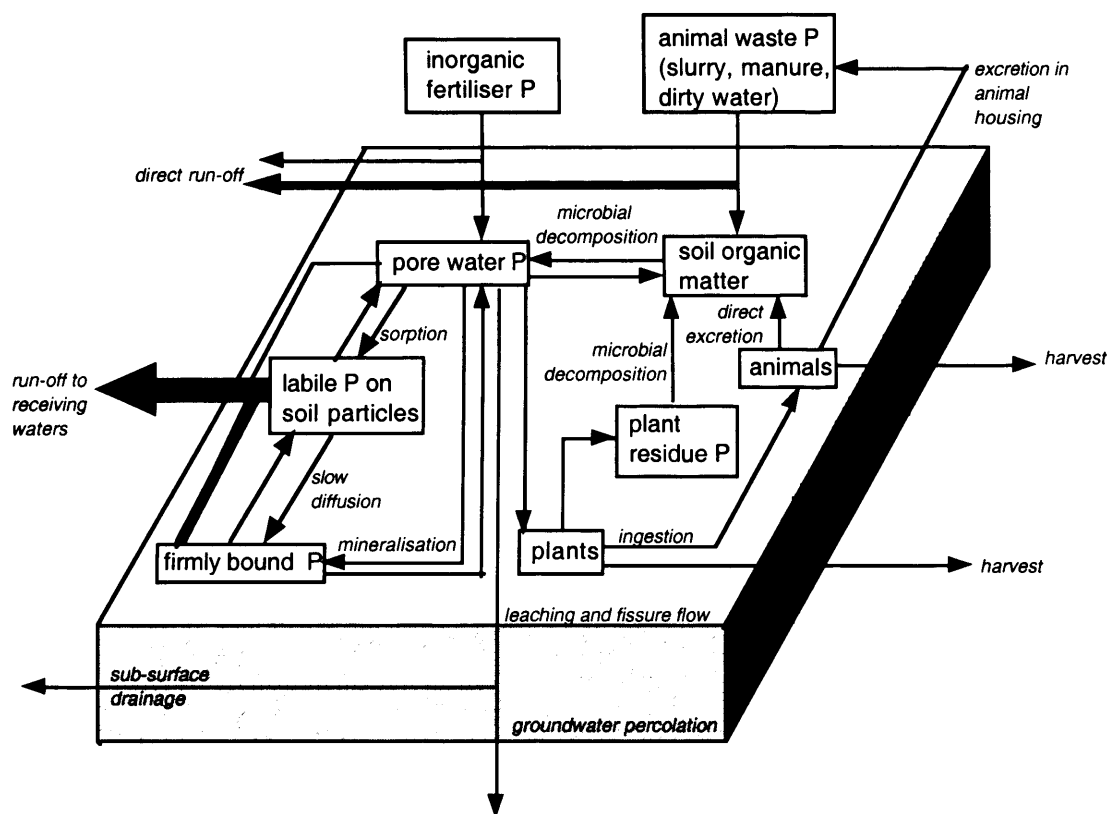 inorganic
fertiliser P
animal waste P
(slurry, manure,
dirty water)
excretion in
animal
housing
direct run-off
microbial
decomposition
pore water P
soil organic
matter
sorption
direct
excretion
microbial
decomposition
animals
harvest
run-off to
receiving
waters
labile P on
soil particles
plant
residue P
slow
diffusion
mineralisation
firmly bound P
plants
ingestion
harvest
leaching and fissure flow
sub-surface
drainage
groundwater percolation